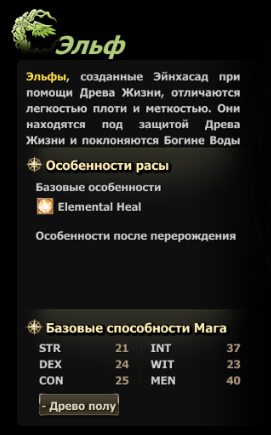 Эльф
Эльфы, созданные Эйнхасад при
помощи Древа Жизни, отличаются
легкостью плоти и меткостью. Они
находятся под защитой Древа
Жизни и поклоняются Богине Воды
Особенности расы
Базовые особенности
Elemental Heal
Особенности после перерождения
Базовые способности Мага
STR 21 INT 37
DEX 24 WIT 23
CON 25 MEN 40
- Древо полу